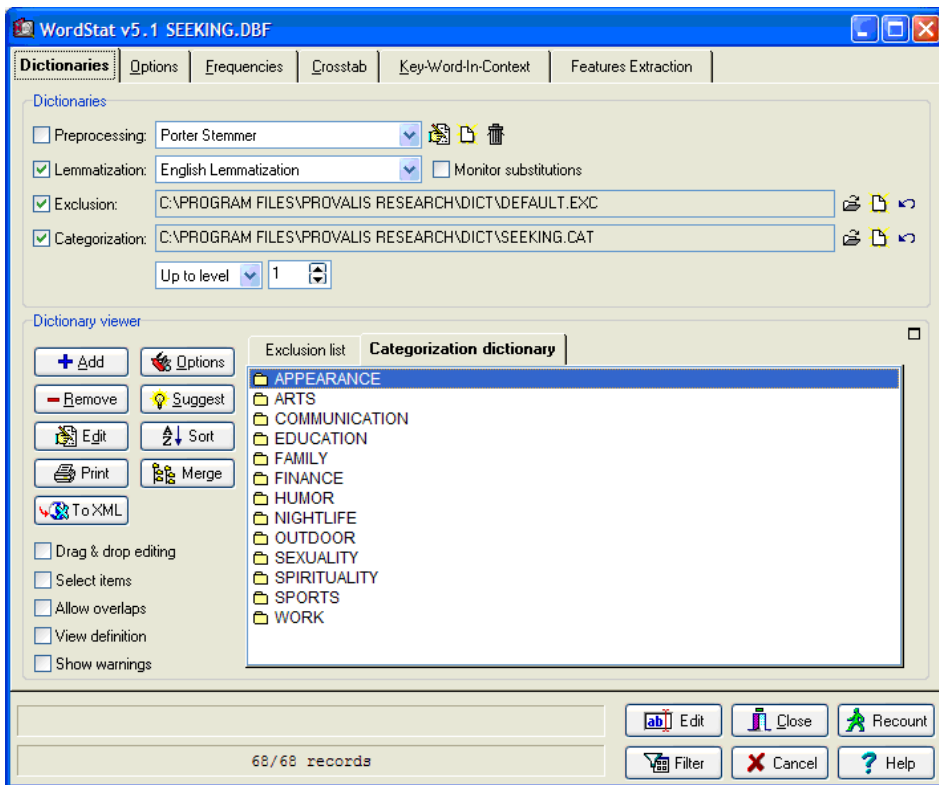 WordStat v5.1 SEEKING.DBF
Dictionaries Options Frequencies Crosstab Key-Word-In-Context Features Extraction
Dictionaries
Preprocessing: Porter Stemmer
Lemmatization: English Lemmatization Monitor substitutions
Exclusion: C:\PROGRAM FILES\PROVALIS RESEARCH\DICT\DEFAULT.EXC
Categorization: C:\PROGRAM FILES\PROVALIS RESEARCH\DICT\SEEKING.CAT
Up to level 1
Dictionary viewer
Add Options
Remove Suggest
Edit Sort
Print Merge
To XML
Drag & drop editing
Select items
Allow overlaps
View definition
Show warnings
Exclusion list Categorization dictionary
APPEARANCE
ARTS
COMMUNICATION
EDUCATION
FAMILY
FINANCE
HUMOR
NIGHTLIFE
OUTDOOR
SEXUALITY
SPIRITUALITY
SPORTS
WORK
Edit Close Recount
68/68 records
Filter Cancel Help